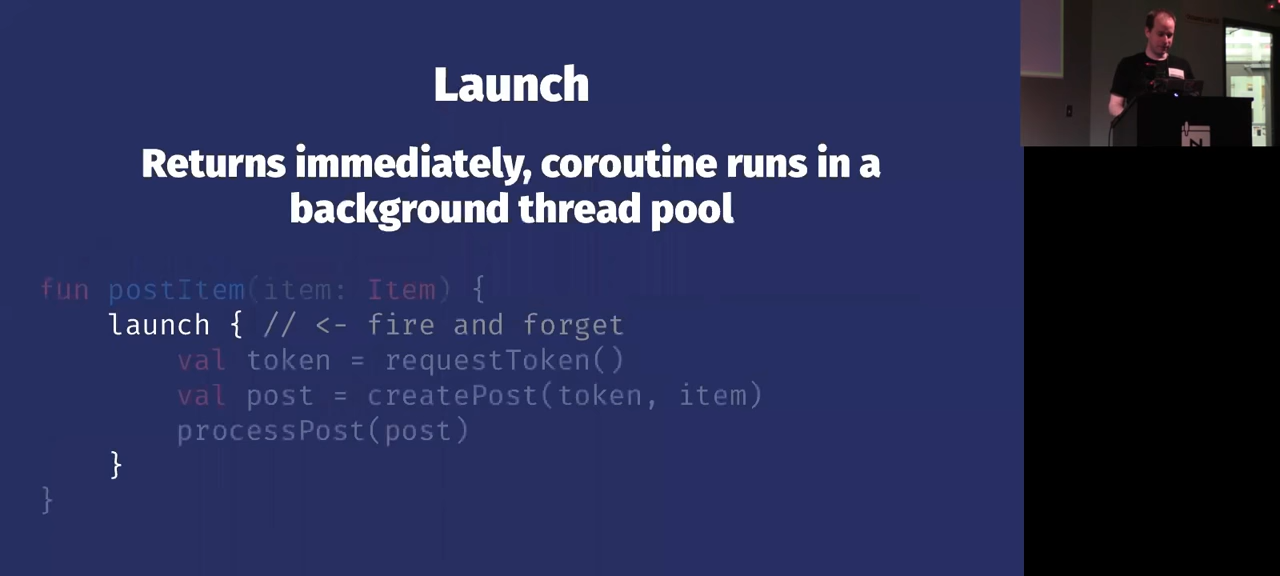 Launch
Returns immediately, coroutine runs in a
background thread pool
fun postItem(item: Item) {
    launch { // <- fire and forget
        val token = requestToken()
        val post = createPost(token, item)
        processPost(post)
    }
}